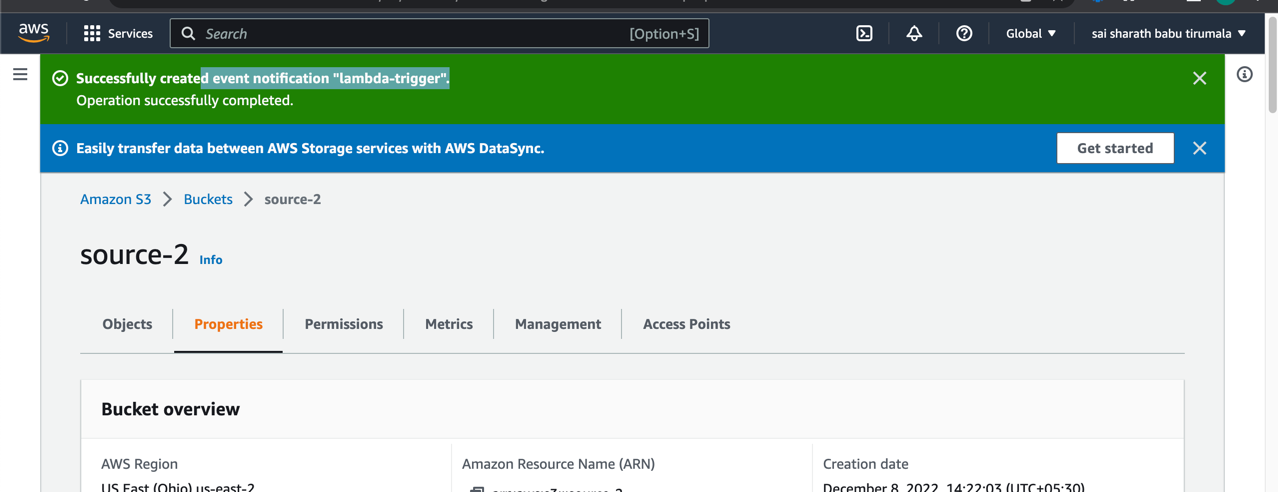 aws Services Search [Option+S] Global ▼ sai sharath babu tirumala ▼
Successfully created event notification "lambda-trigger".
Operation successfully completed.
Easily transfer data between AWS Storage services with AWS DataSync. Get started
Amazon S3 > Buckets > source-2
source-2 Info
Objects Properties Permissions Metrics Management Access Points
Bucket overview
AWS Region Amazon Resource Name (ARN) Creation date
US East (Ohio) us-east-2 December 8, 2022, 14:22:03 (UTC+05:30)